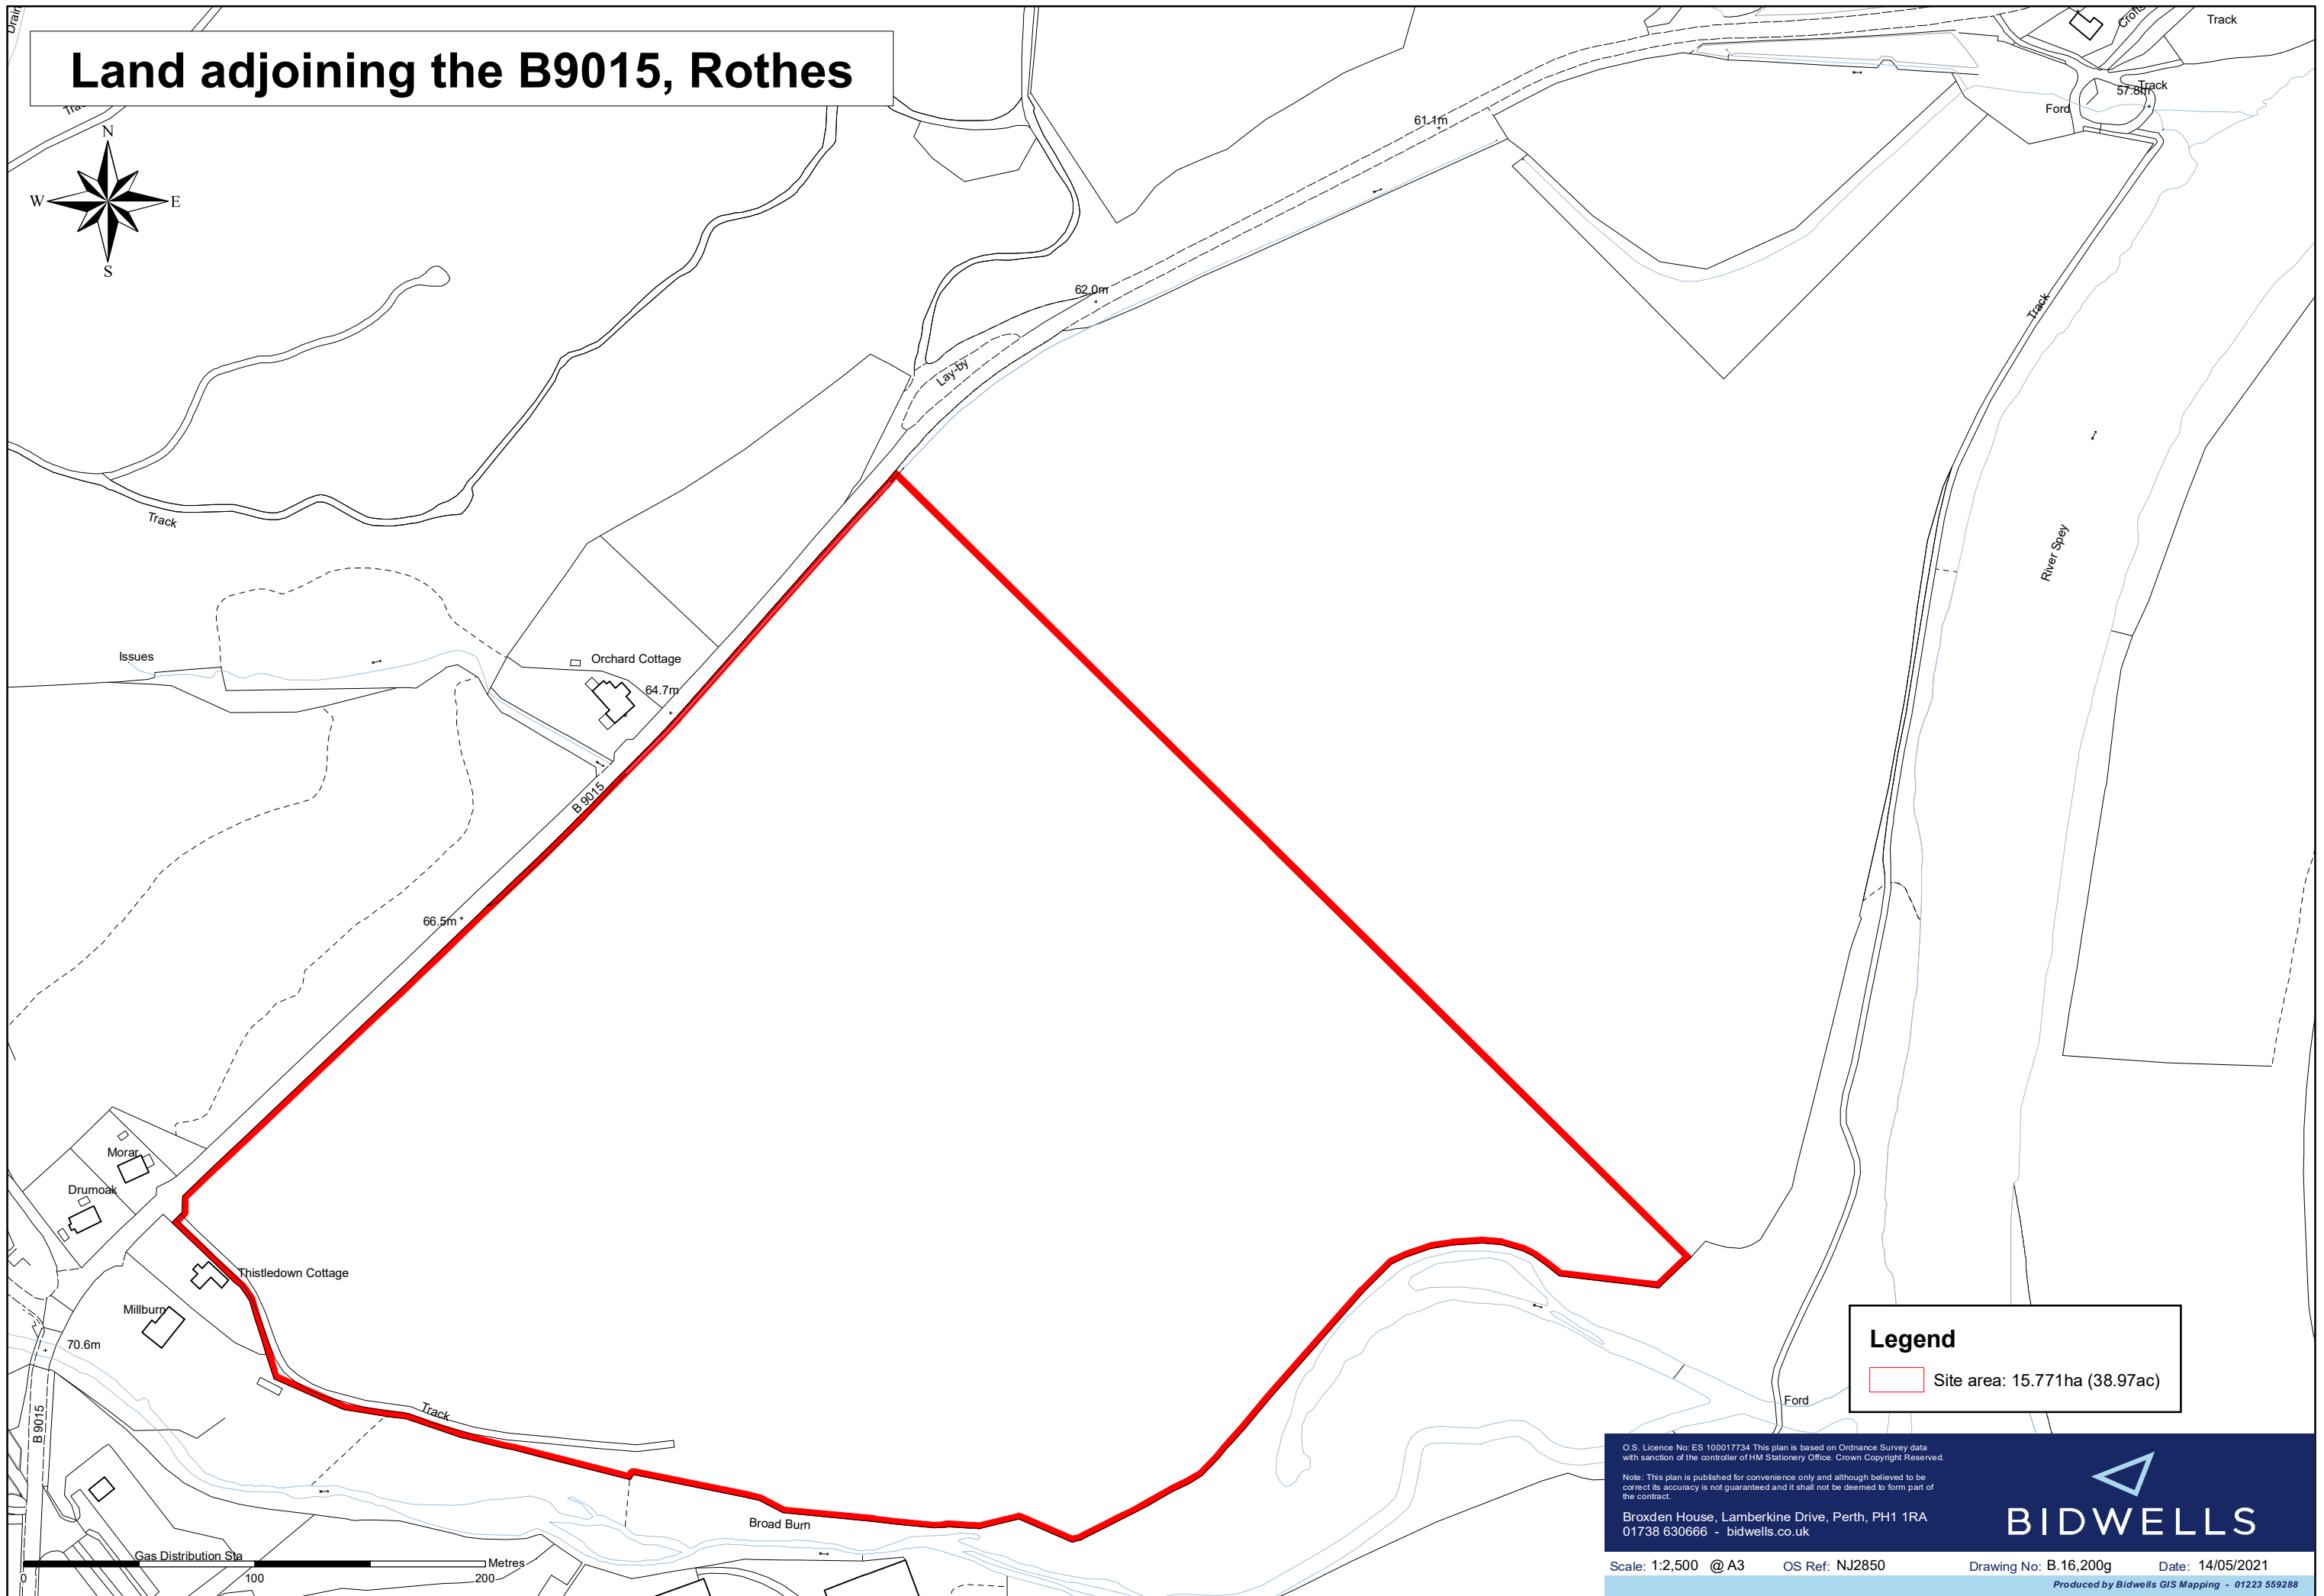 Drain
Crofts
Track
Land adjoining the B9015, Rothes
Track
57.8m
Ford
61.1m
N
W
E
S
62.0m
Track
Lay-by
Track
River Spey
Issues
Orchard Cottage
64.7m
B 9015
66.5m
Morar
Drumoak
Thistledown Cottage
Millburn
70.6m
Track
B 9015
Broad Burn
Ford
Gas Distribution Sta
Metres
0
100
200
Legend
Site area: 15.771ha (38.97ac)
O.S. Licence No: ES 100017734 This plan is based on Ordnance Survey data
with sanction of the controller of HM Stationery Office. Crown Copyright Reserved.
Note: This plan is published for convenience only and although believed to be
correct its accuracy is not guaranteed and it shall not be deemed to form part of
the contract.
Broxden House, Lamberkine Drive, Perth, PH1 1RA
01738 630666 - bidwells.co.uk
BIDWELLS
Scale: 1:2,500 @ A3 OS Ref: NJ2850 Drawing No: B.16,200g Date: 14/05/2021
Produced by Bidwells GIS Mapping - 01223 559288